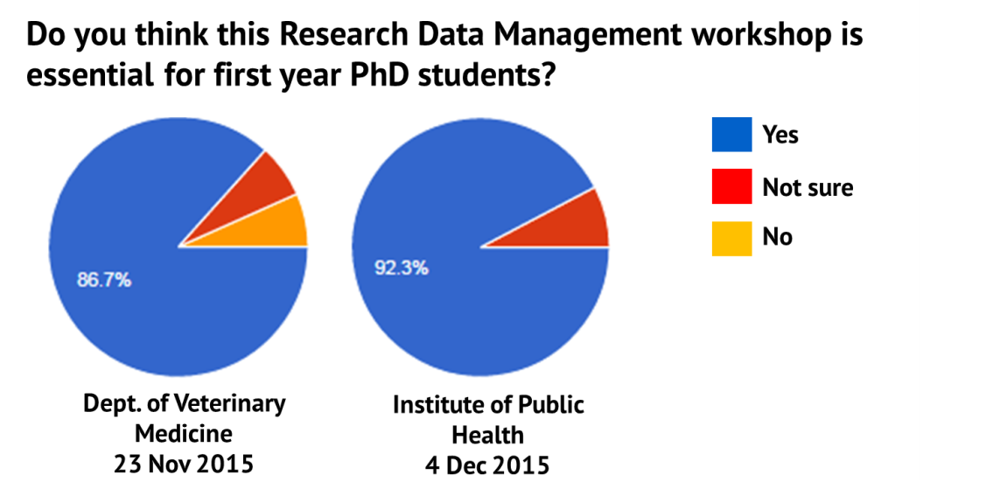 Do you think this Research Data Management workshop is
essential for first year PhD students?
Yes
Not sure
No
86.7%
92.3%
Dept. of Veterinary
Medicine
23 Nov 2015
Institute of Public
Health
4 Dec 2015